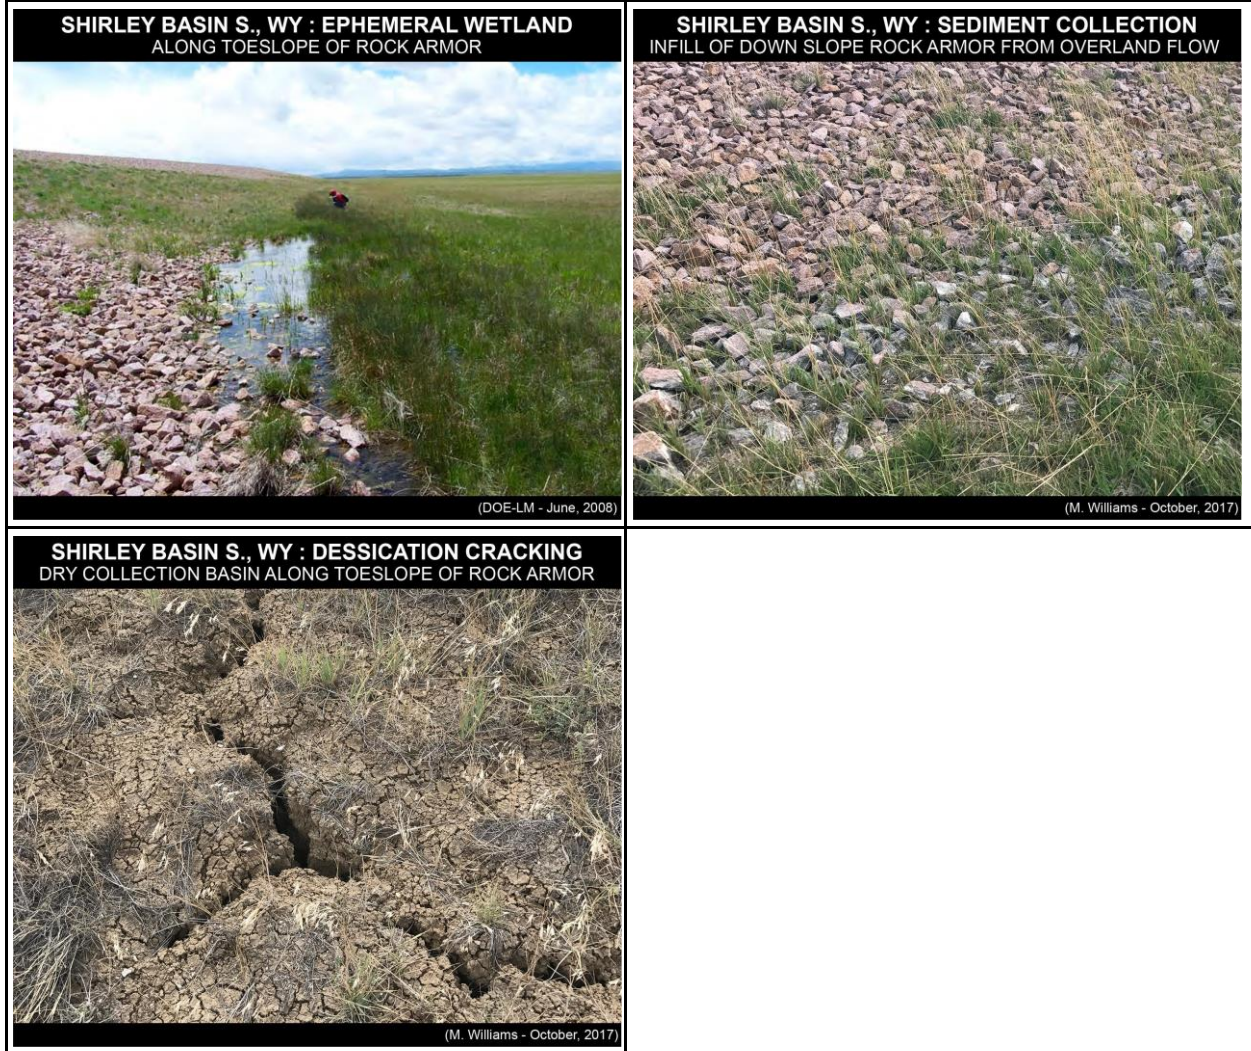 SHIRLEY BASIN S., WY : EPHEMERAL WETLAND
ALONG TOESLOPE OF ROCK ARMOR
(DOE-LM - June, 2008)
SHIRLEY BASIN S., WY : SEDIMENT COLLECTION
INFILL OF DOWN SLOPE ROCK ARMOR FROM OVERLAND FLOW
(M. Williams - October, 2017)
SHIRLEY BASIN S., WY : DESSICATION CRACKING
DRY COLLECTION BASIN ALONG TOESLOPE OF ROCK ARMOR
(M. Williams - October, 2017)